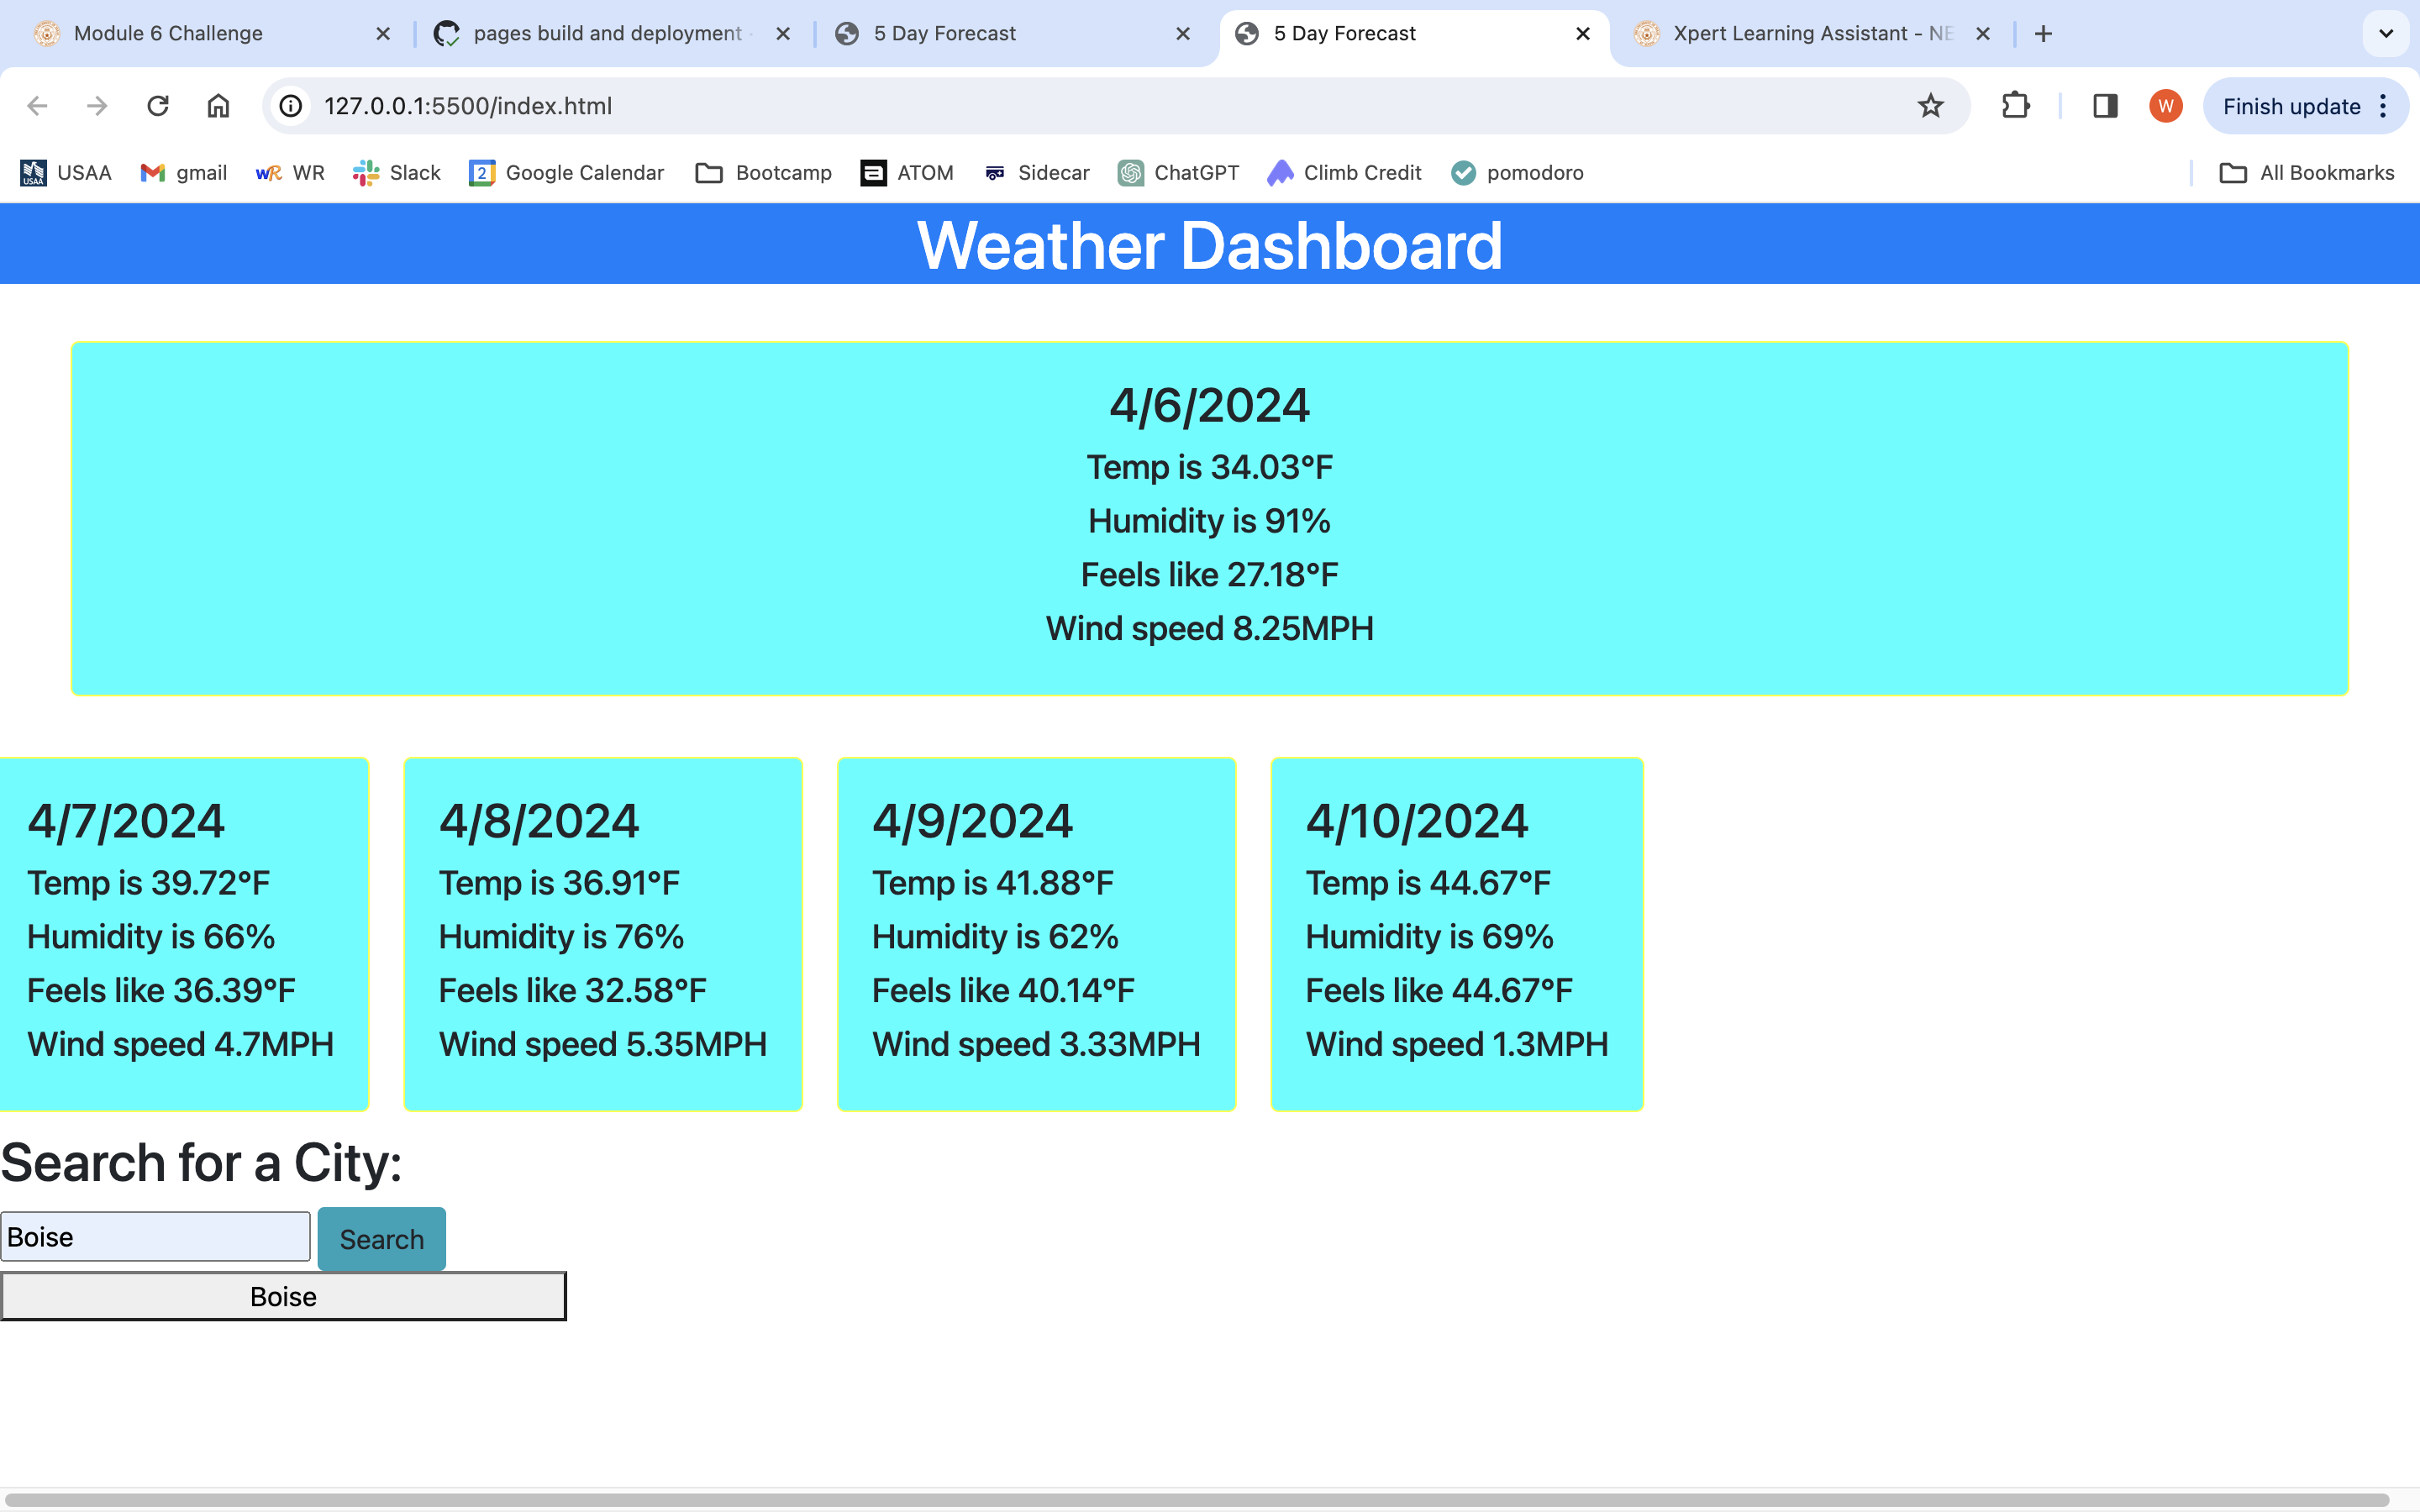 Module 6 Challenge
pages build and deployment
5 Day Forecast
5 Day Forecast
Xpert Learning Assistant - NE
127.0.0.1:5500/index.html
W
Finish update
USAA
USAA
gmail
WR
WR
Slack
2
Google Calendar
Bootcamp
ATOM
Sidecar
ChatGPT
Climb Credit
pomodoro
All Bookmarks
Weather Dashboard
4/6/2024
Temp is 34.03°F
Humidity is 91%
Feels like 27.18°F
Wind speed 8.25MPH
4/7/2024
Temp is 39.72°F
Humidity is 66%
Feels like 36.39°F
Wind speed 4.7MPH
4/8/2024
Temp is 36.91°F
Humidity is 76%
Feels like 32.58°F
Wind speed 5.35MPH
4/9/2024
Temp is 41.88°F
Humidity is 62%
Feels like 40.14°F
Wind speed 3.33MPH
4/10/2024
Temp is 44.67°F
Humidity is 69%
Feels like 44.67°F
Wind speed 1.3MPH
Search for a City:
Boise
Search
Boise